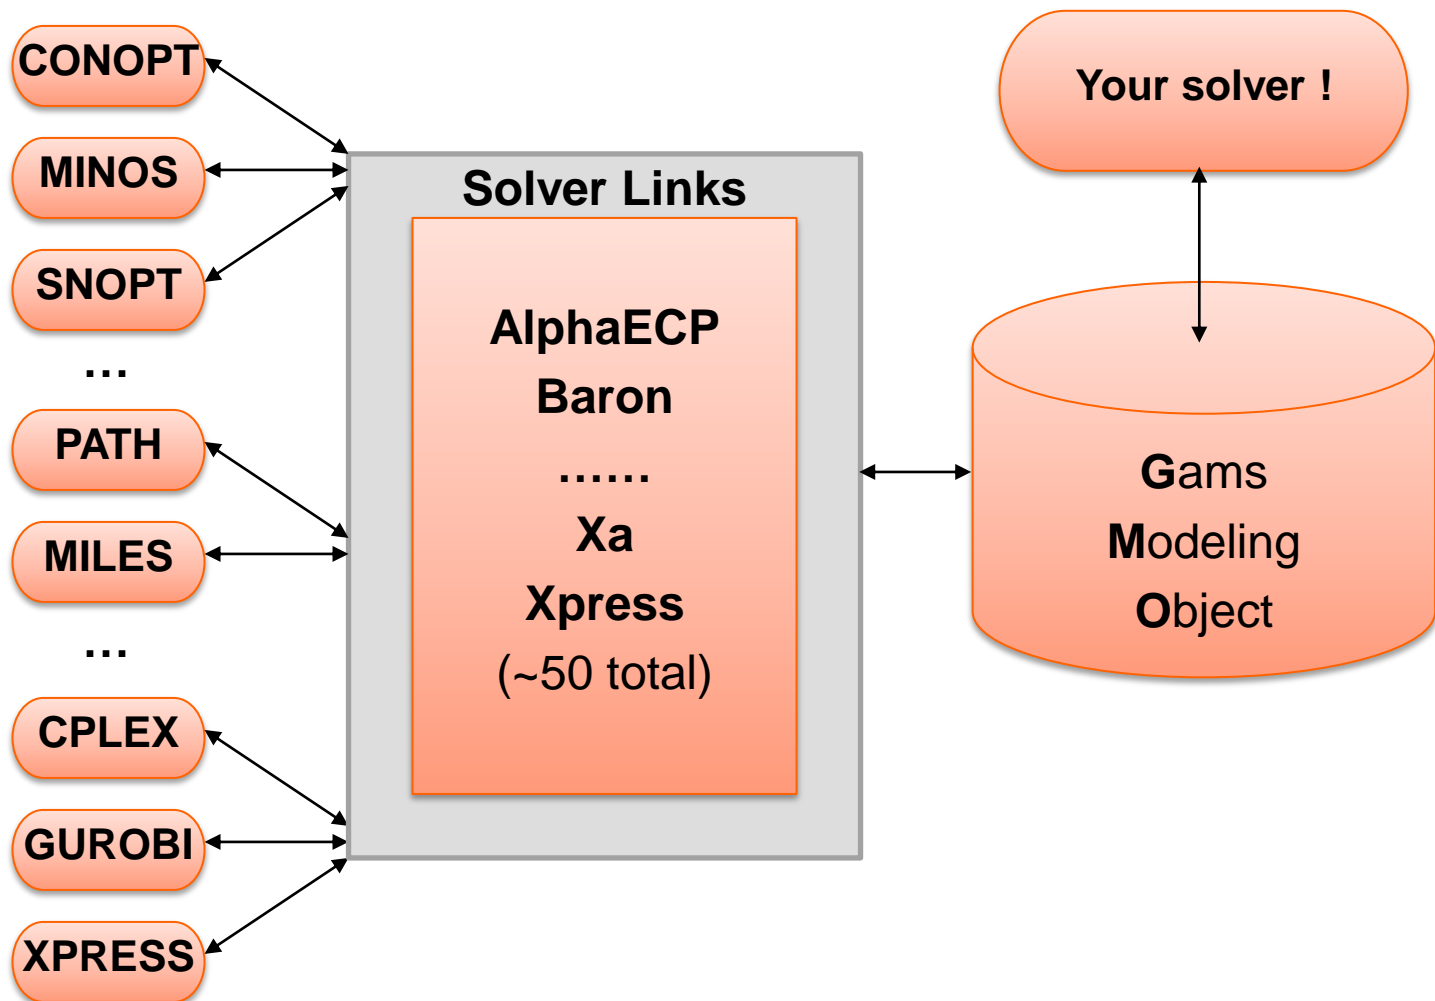 CONOPT
MINOS
SNOPT
...
PATH
MILES
...
CPLEX
GUROBI
XPRESS
Solver Links
AlphaECP
Baron
......
Xa
Xpress
(~50 total)
Your solver !
Gams
Modeling
Object